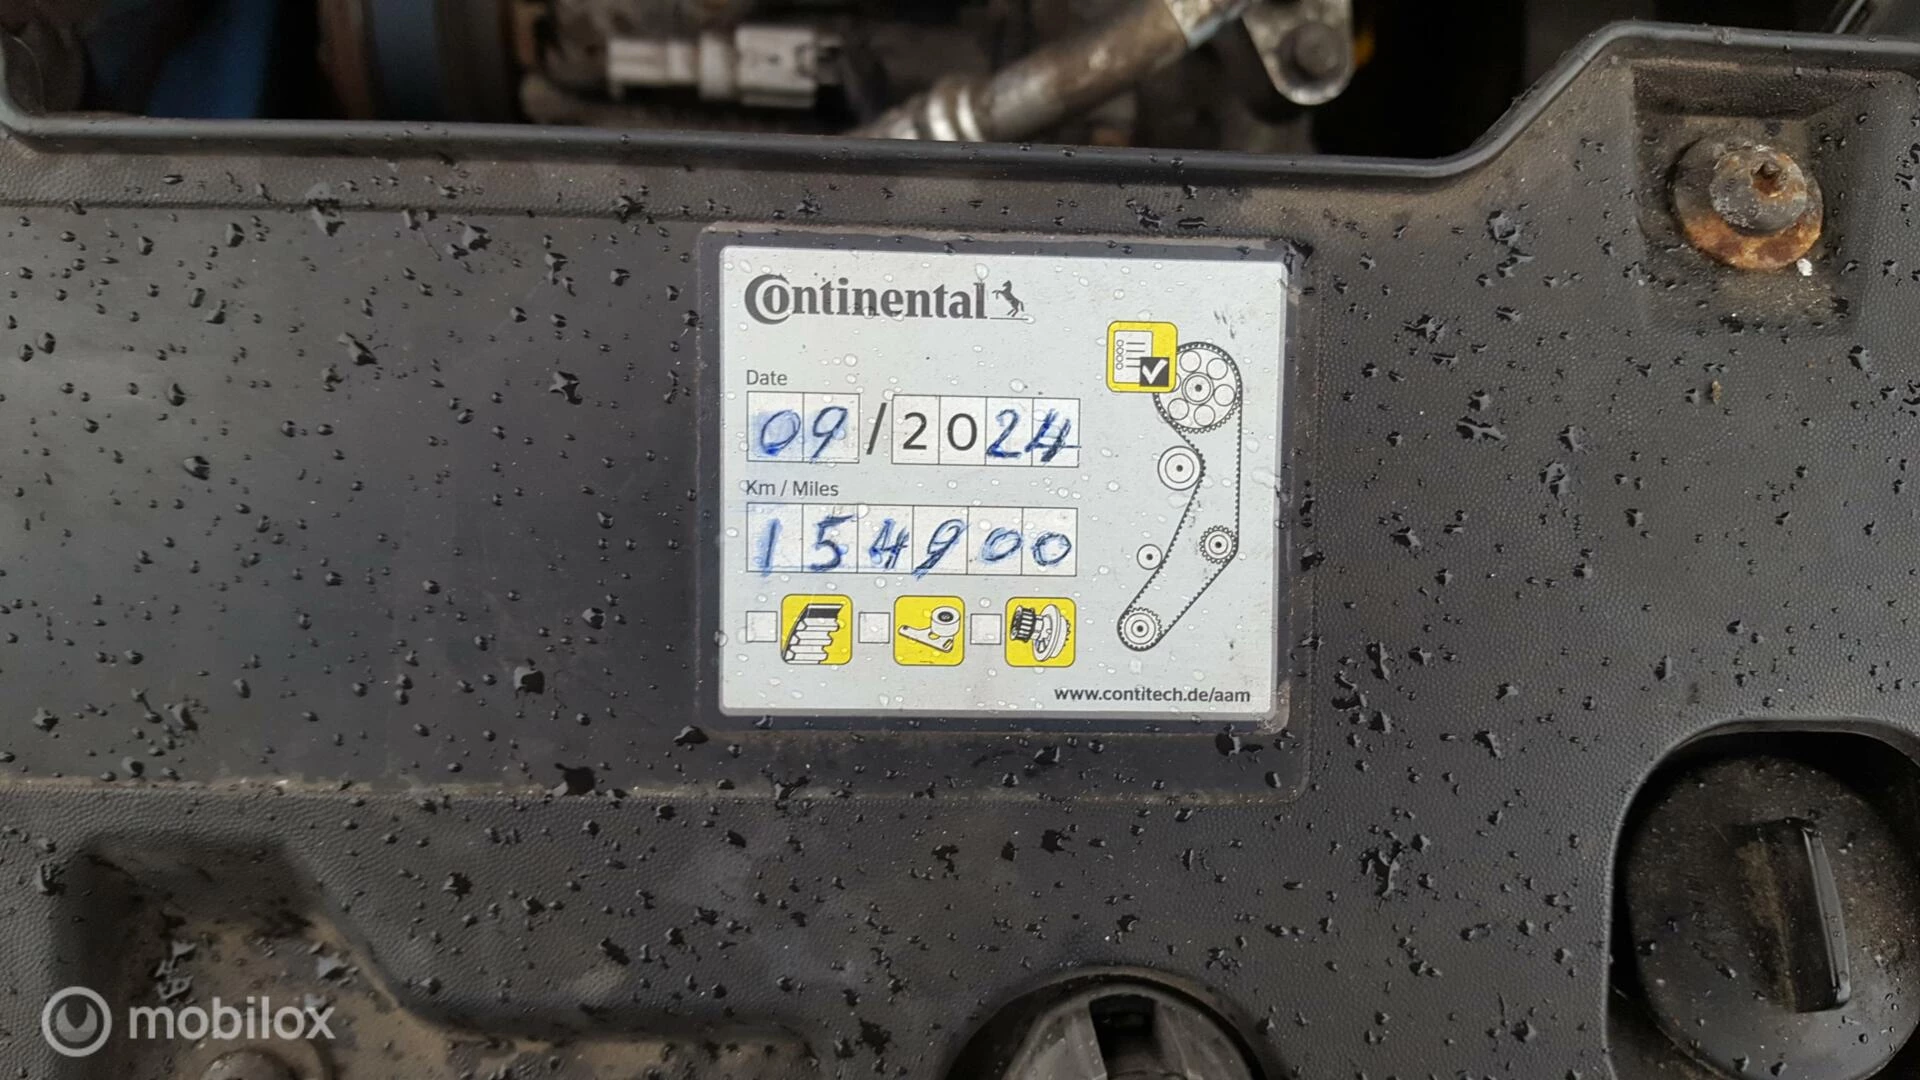 Continental
Date
09/2024
Km / Miles
154900
www.contitech.de/aam
mobilox